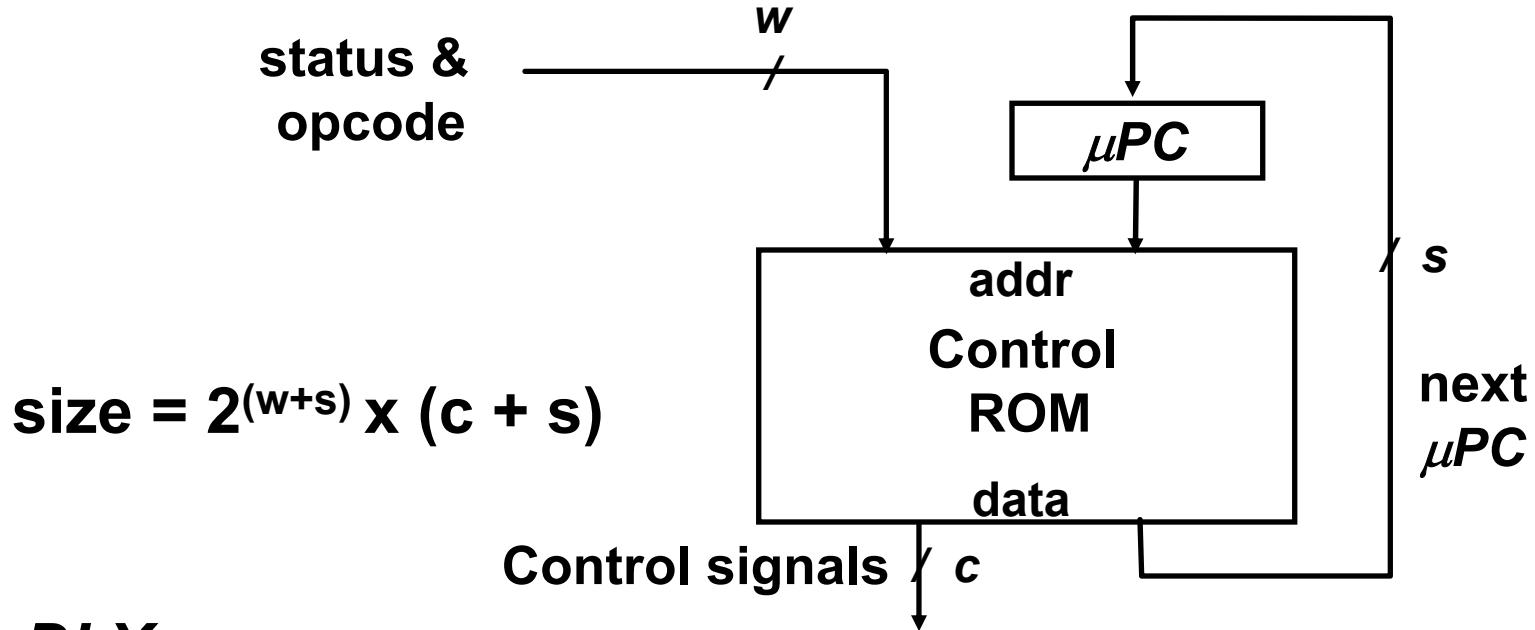 w
status &
opcode
μPC
s
addr
Control
ROM
size = 2^(w+s) x (c + s)
next
μPC
data
Control signals / c